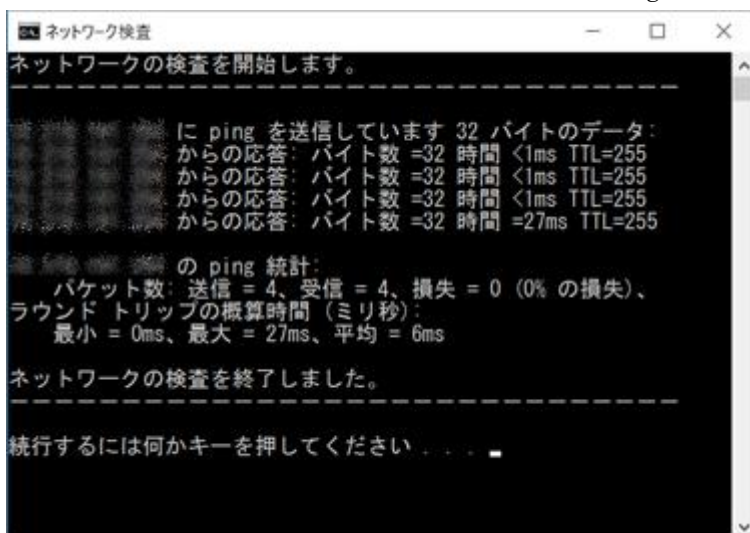 ネットワーク検査
ネットワークの検査を開始します。
に ping を送信しています 32 バイトのデータ:
からの応答: バイト数 =32 時間 <1ms TTL=255
からの応答: バイト数 =32 時間 <1ms TTL=255
からの応答: バイト数 =32 時間 <1ms TTL=255
からの応答: バイト数 =32 時間 =27ms TTL=255
の ping 統計:
パケット数: 送信 = 4、受信 = 4、損失 = 0 (0% の損失)、
ラウンド トリップの概算時間 (ミリ秒):
最小 = 0ms、最大 = 27ms、平均 = 6ms
ネットワークの検査を終了しました。
続行するには何かキーを押してください . . .